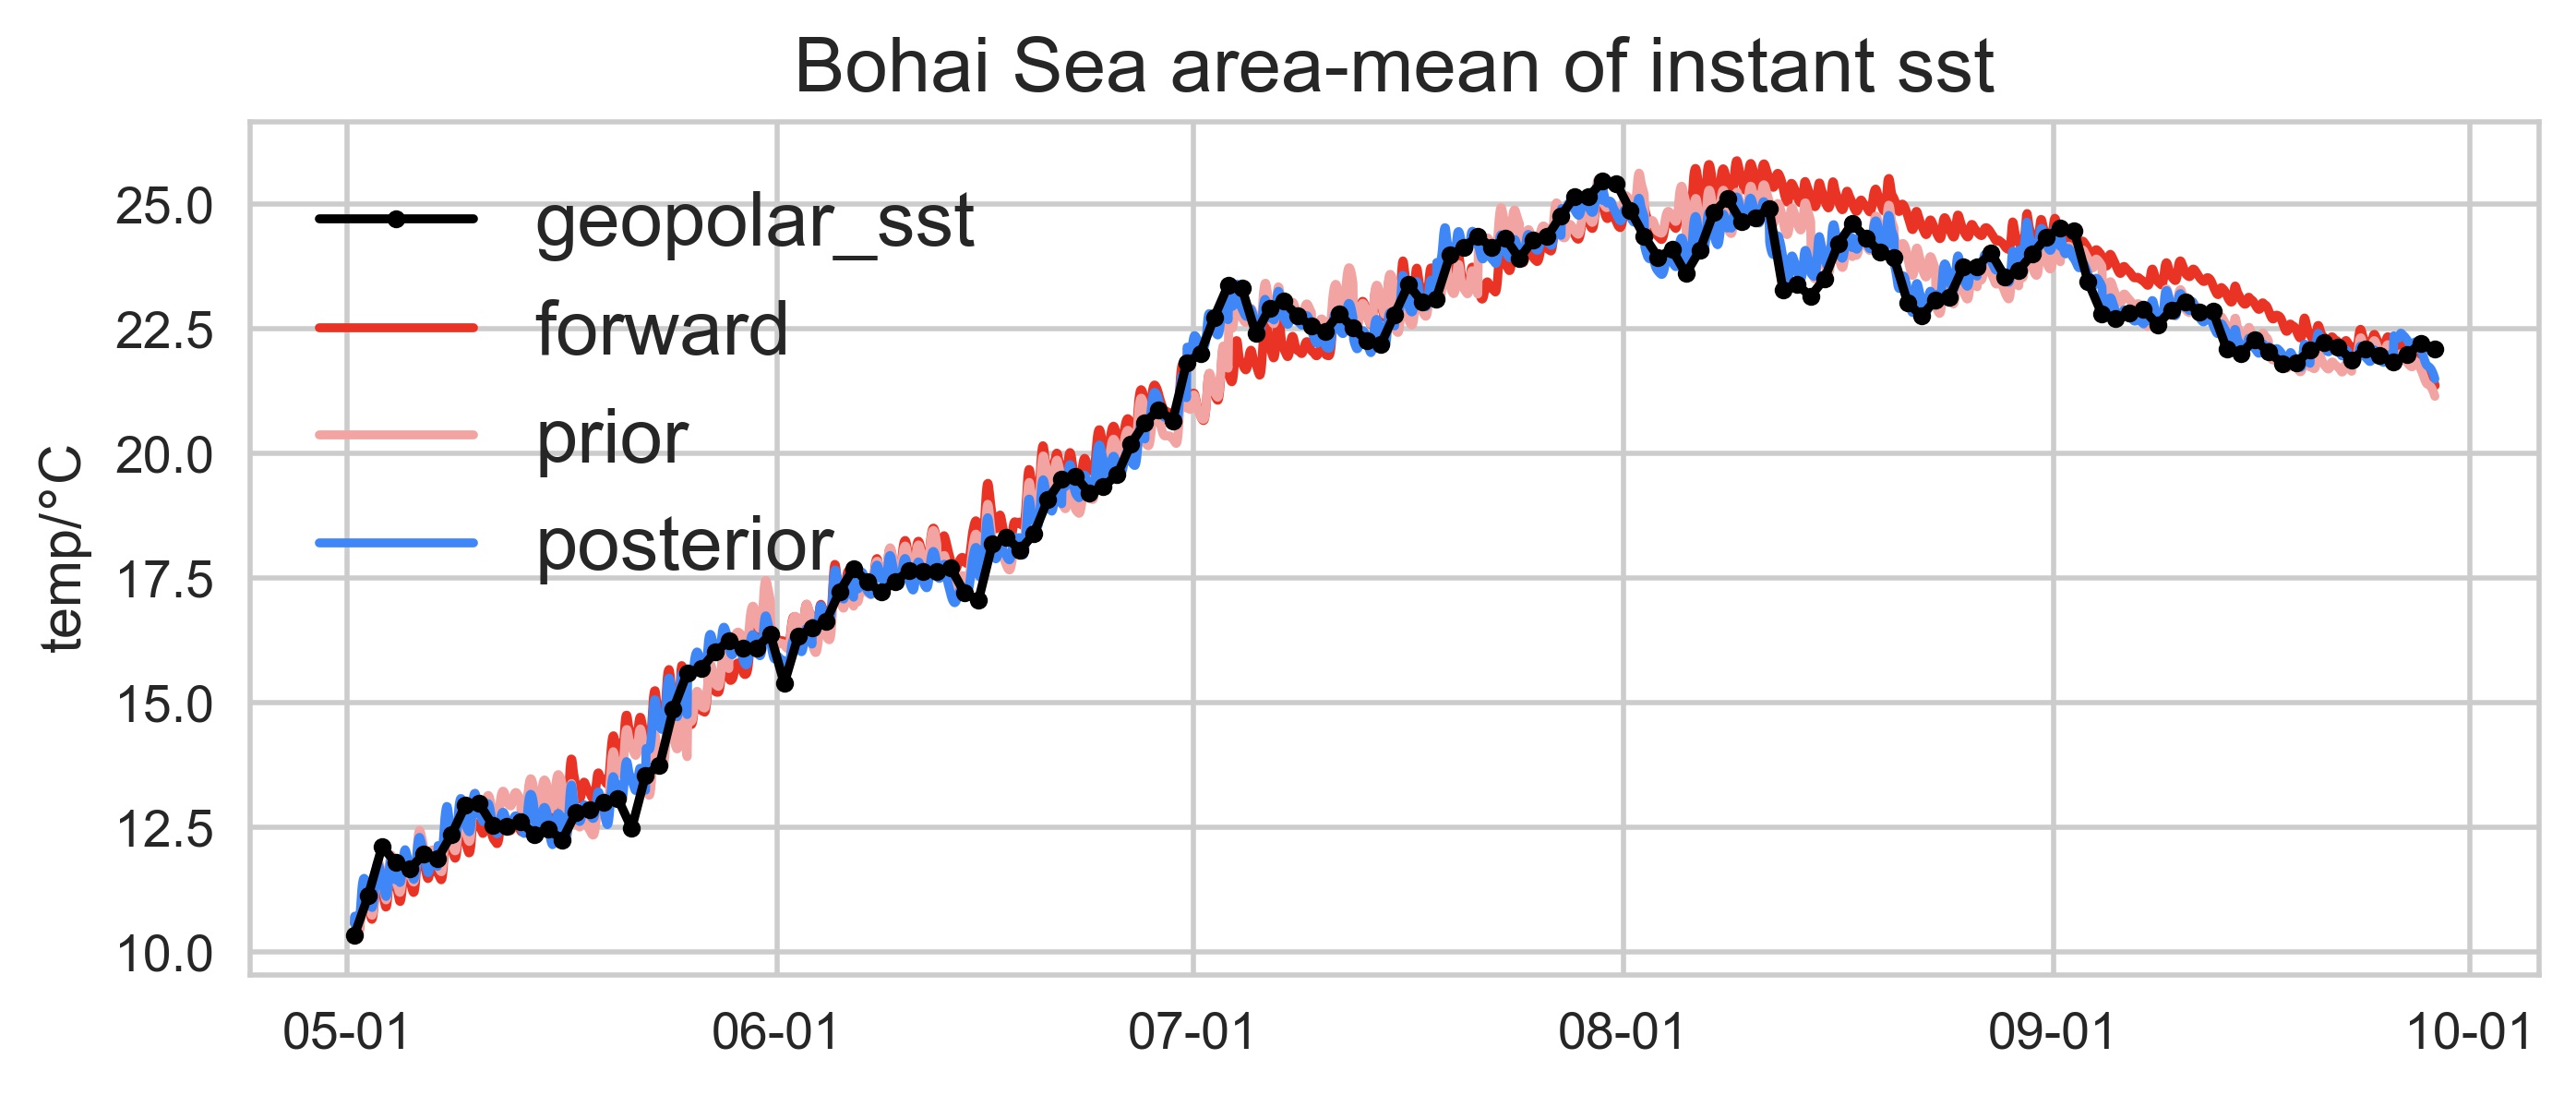 Bohai Sea area-mean of instant sst
temp/°C
25.0
22.5
20.0
17.5
15.0
12.5
10.0
geopolar_sst
forward
prior
posterior
05-01
06-01
07-01
08-01
09-01
10-01